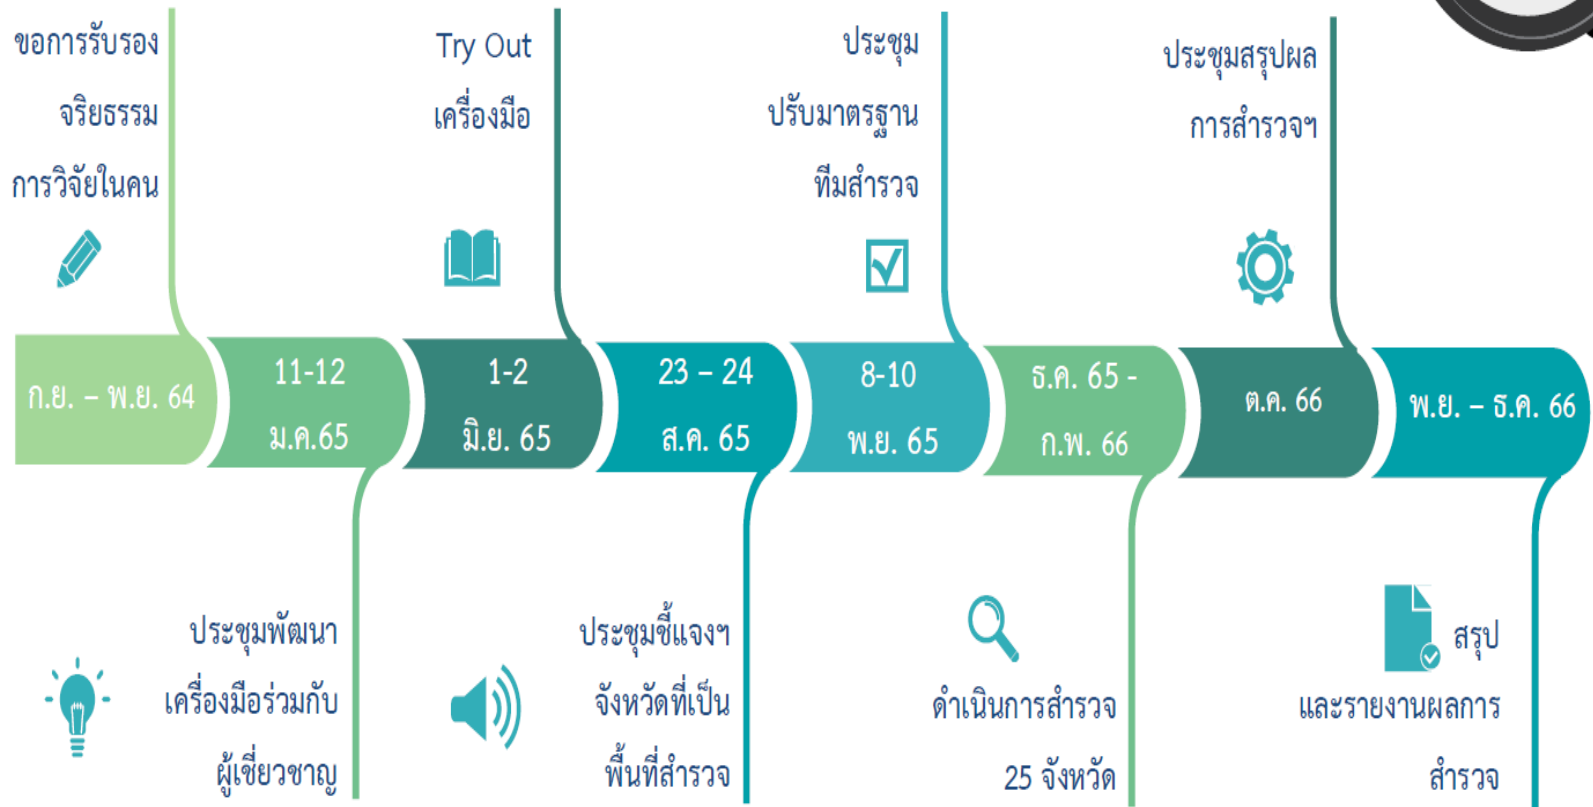 ขอการรับรอง
จริยธรรม
การวิจัยในคน
Try Out
เครื่องมือ
ประชุม
ปรับมาตรฐาน
ทีมสำรวจ
ประชุมสรุปผล
การสำรวจฯ
ก.ย. – พ.ย. 64
11-12
ม.ค.65
1-2
มิ.ย. 65
23 – 24
ส.ค. 65
8-10
พ.ย. 65
ธ.ค. 65 -
ก.พ. 66
ต.ค. 66
พ.ย. – ธ.ค. 66
ประชุมพัฒนา
เครื่องมือร่วมกับ
ผู้เชี่ยวชาญ
ประชุมชี้แจงฯ
จังหวัดที่เป็น
พื้นที่สำรวจ
ดำเนินการสำรวจ
25 จังหวัด
สรุป
และรายงานผลการ
สำรวจ